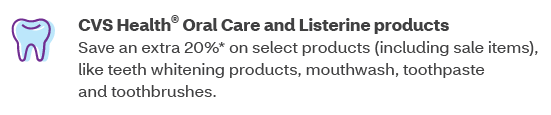 CVS Health® Oral Care and Listerine products
Save an extra 20%* on select products (including sale items),
like teeth whitening products, mouthwash, toothpaste
and toothbrushes.